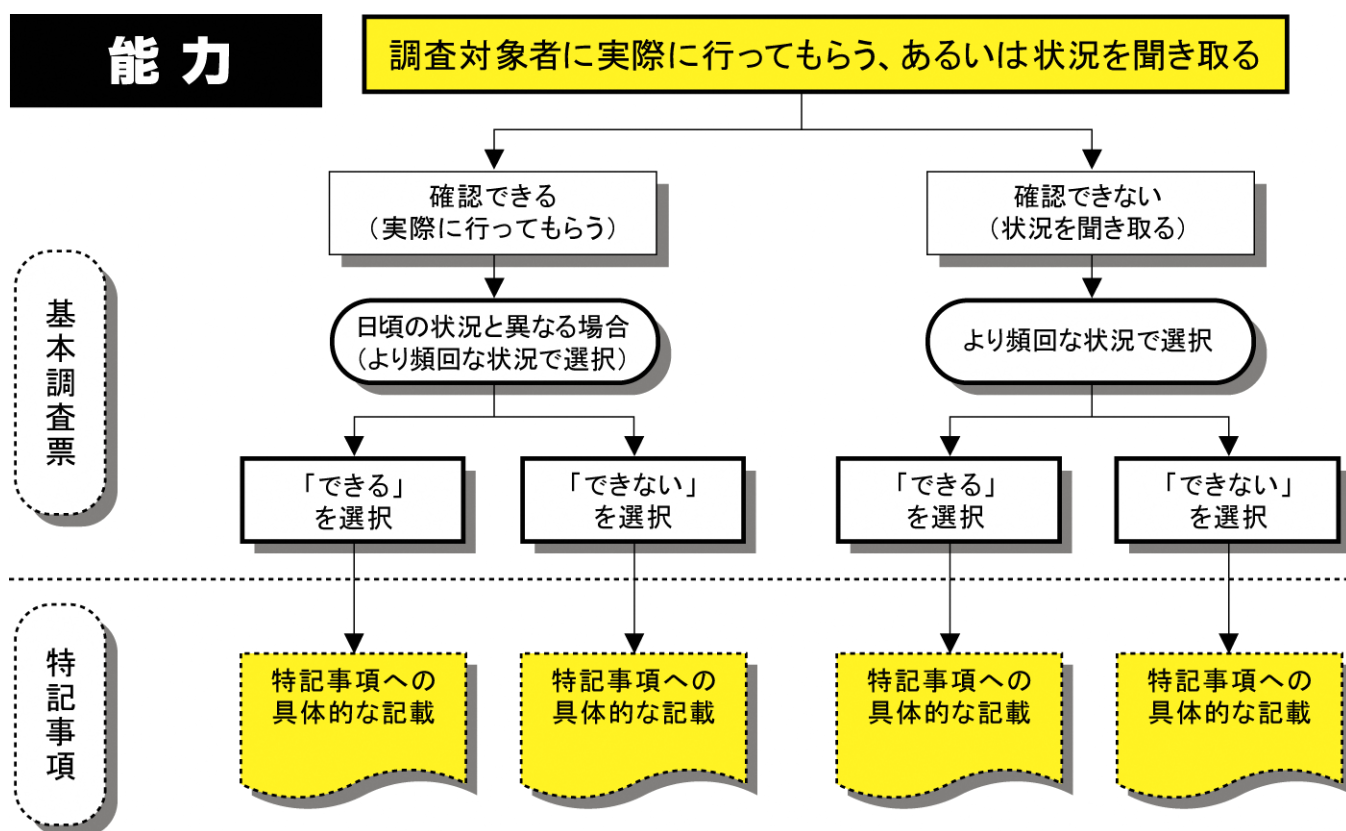 能力
調査対象者に実際に行ってもらう、あるいは状況を聞き取る
確認できる
（実際に行ってもらう）
確認できない
（状況を聞き取る）
基本調査票
日頃の状況と異なる場合
（より頻回な状況で選択）
より頻回な状況で選択
「できる」
を選択
「できない」
を選択
「できる」
を選択
「できない」
を選択
特記事項
特記事項への
具体的な記載
特記事項への
具体的な記載
特記事項への
具体的な記載
特記事項への
具体的な記載